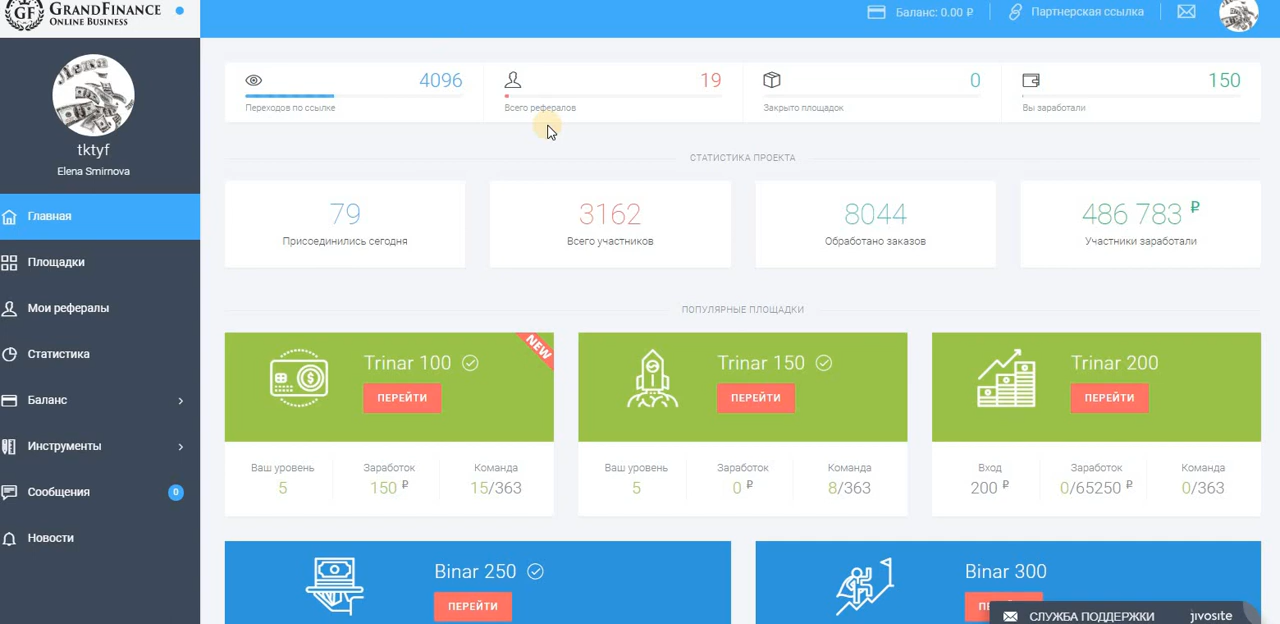 GF GRANDFINANCE
ONLINE BUSINESS
Баланс: 0.00 ₽
Партнерская ссылка
Лена
tktyf
Elena Smirnova
Главная
Площадки
Мои рефералы
Статистика
Баланс
Инструменты
Сообщения 0
Новости
4096
Переходов по ссылке
19
Всего рефералов
0
Закрыто площадок
150
Вы заработали
СТАТИСТИКА ПРОЕКТА
79
Присоединились сегодня
3162
Всего участников
8044
Обработано заказов
486 783 ₽
Участники заработали
ПОПУЛЯРНЫЕ ПЛОЩАДКИ
NEW
Trinar 100
ПЕРЕЙТИ
Ваш уровень
5
Заработок
150 ₽
Команда
15/363
Trinar 150
ПЕРЕЙТИ
Ваш уровень
5
Заработок
0 ₽
Команда
8/363
Trinar 200
ПЕРЕЙТИ
Вход
200 ₽
Заработок
0/65250 ₽
Команда
0/363
Binar 250
ПЕРЕЙТИ
Binar 300
СЛУЖБА ПОДДЕРЖКИ jivosite